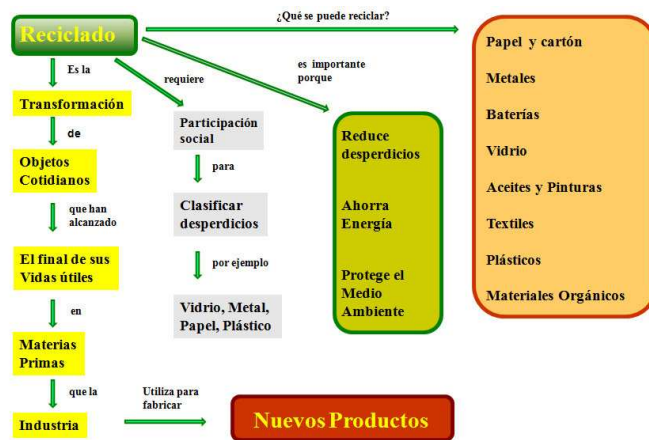 ¿Qué se puede reciclar?
Reciclado
Es la
Transformación
de
Objetos
Cotidianos
que han
alcanzado
El final de sus
Vidas útiles
en
Materias
Primas
que la
Industria
Utiliza para
fabricar
Nuevos Productos
requiere
Participación
social
para
Clasificar
desperdicios
por ejemplo
Vidrio, Metal,
Papel, Plástico
es importante
porque
Reduce
desperdicios
Ahorra
Energía
Protege el
Medio
Ambiente
Papel y cartón
Metales
Baterías
Vidrio
Aceites y Pinturas
Textiles
Plásticos
Materiales Orgánicos